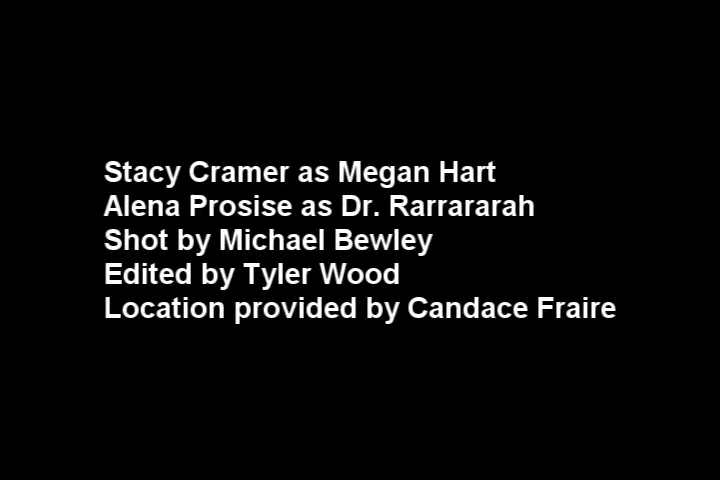 Stacy Cramer as Megan Hart
Alena Prosise as Dr. Rarrararah
Shot by Michael Bewley
Edited by Tyler Wood
Location provided by Candace Fraire